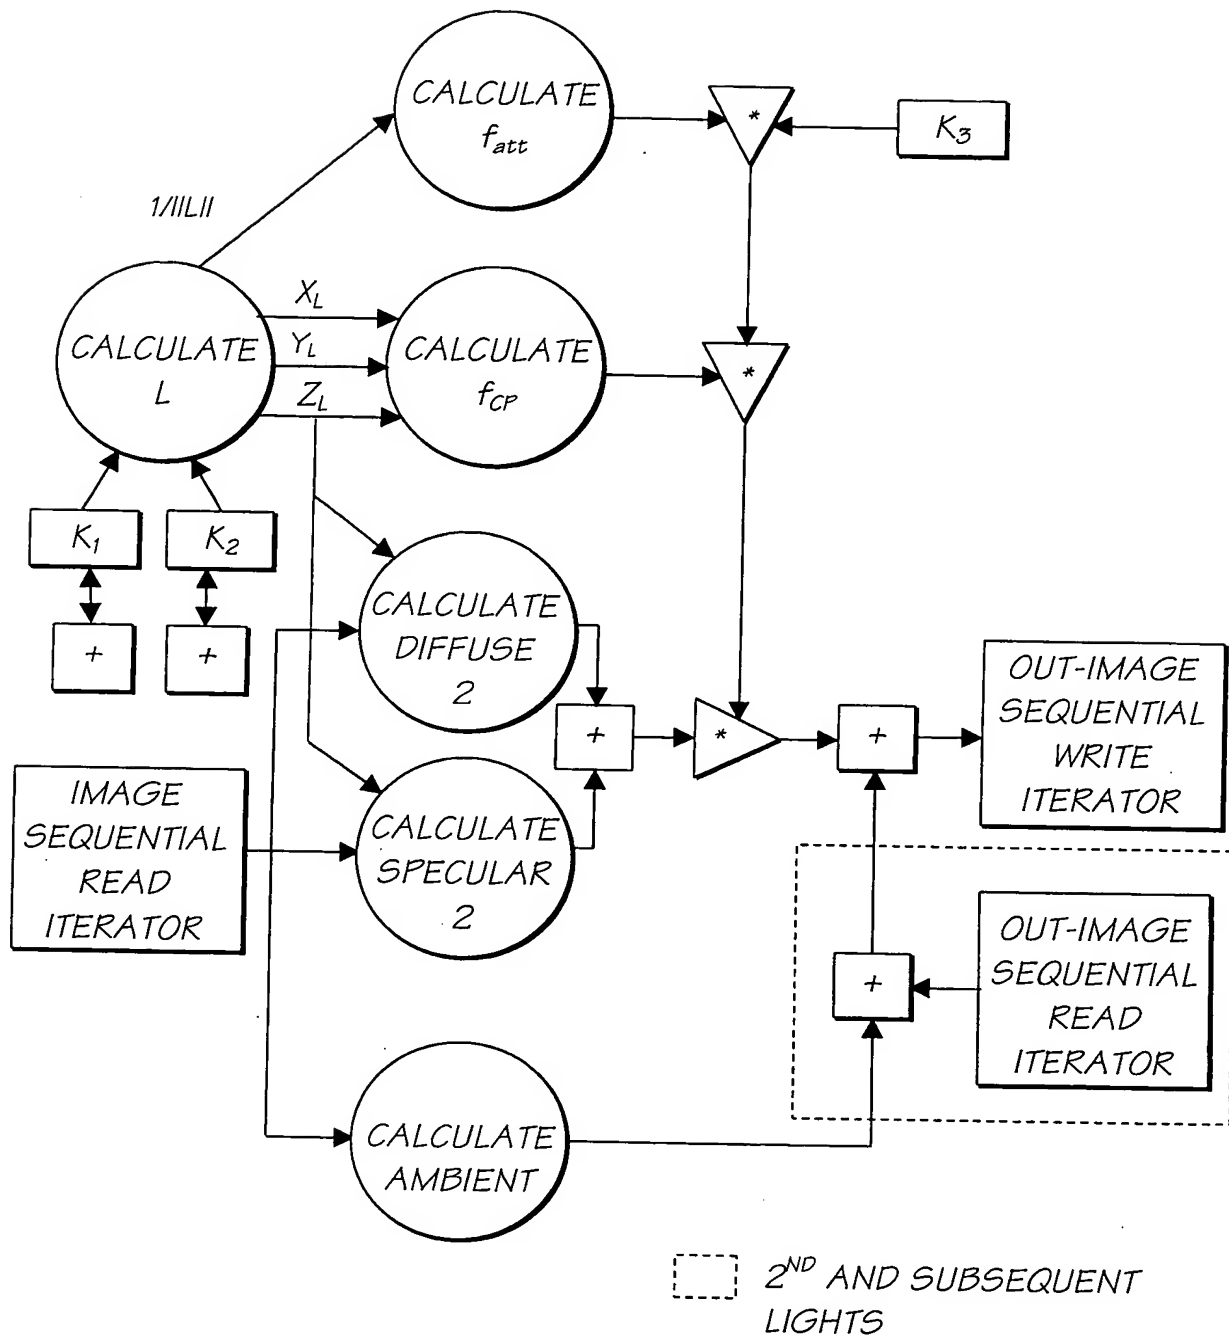 CALCULATE
f_att
*
K_3
1/||L||
CALCULATE
L
X_L
Y_L
Z_L
CALCULATE
f_CP
*
K_1
K_2
+
+
CALCULATE
DIFFUSE
2
+
*
+
OUT-IMAGE
SEQUENTIAL
WRITE
ITERATOR
IMAGE
SEQUENTIAL
READ
ITERATOR
CALCULATE
SPECULAR
2
+
OUT-IMAGE
SEQUENTIAL
READ
ITERATOR
CALCULATE
AMBIENT
2^ND AND SUBSEQUENT
LIGHTS